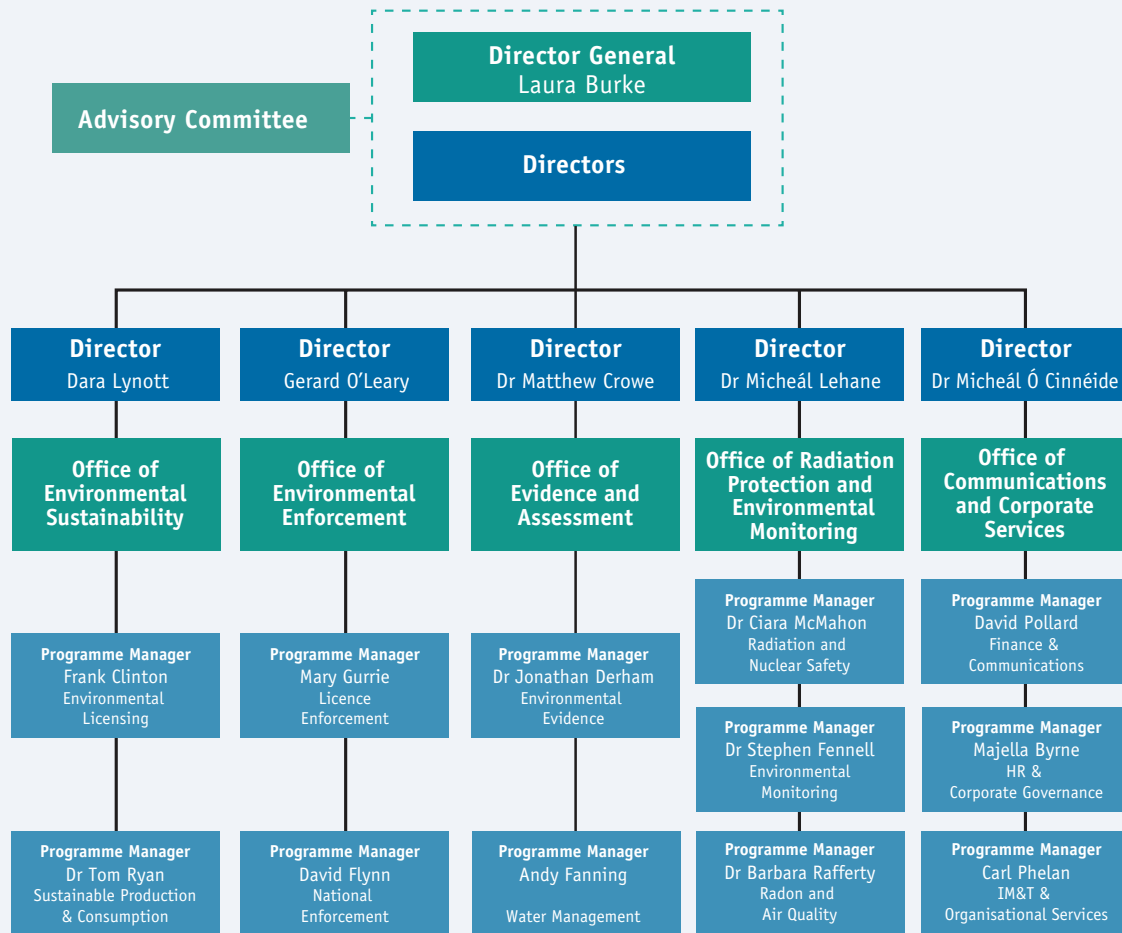 Director General
Laura Burke
Advisory Committee
Directors
Director
Dara Lynott
Director
Gerard O'Leary
Director
Dr Matthew Crowe
Director
Dr Micheál Lehane
Director
Dr Micheál Ó Cinnéide
Office of
Environmental
Sustainability
Office of
Environmental
Enforcement
Office of
Evidence and
Assessment
Office of Radiation
Protection and
Environmental
Monitoring
Office of
Communications
and Corporate
Services
Programme Manager
Frank Clinton
Environmental
Licensing
Programme Manager
Mary Gurrie
Licence
Enforcement
Programme Manager
Dr Jonathan Derham
Environmental
Evidence
Programme Manager
Dr Ciara McMahon
Radiation and
Nuclear Safety
Programme Manager
David Pollard
Finance &
Communications
Programme Manager
Dr Stephen Fennell
Environmental
Monitoring
Programme Manager
Majella Byrne
HR &
Corporate Governance
Programme Manager
Dr Tom Ryan
Sustainable Production
& Consumption
Programme Manager
David Flynn
National
Enforcement
Programme Manager
Andy Fanning
Water Management
Programme Manager
Dr Barbara Rafferty
Radon and
Air Quality
Programme Manager
Carl Phelan
IM&T &
Organisational Services